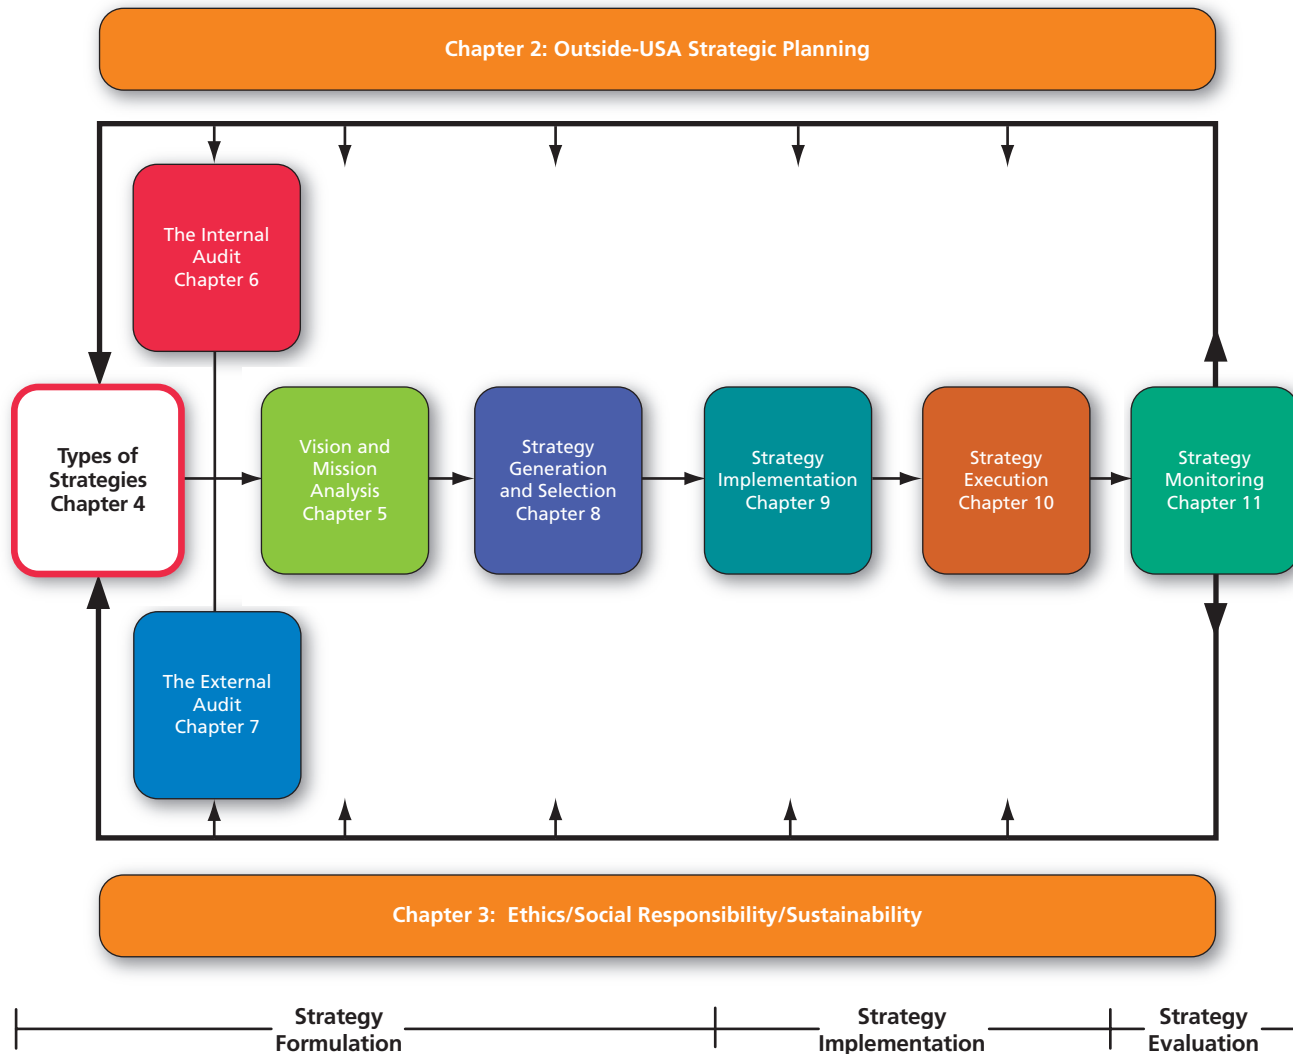 Chapter 2: Outside-USA Strategic Planning
The Internal
Audit
Chapter 6
Types of
Strategies
Chapter 4
Vision and
Mission
Analysis
Chapter 5
Strategy
Generation
and Selection
Chapter 8
Strategy
Implementation
Chapter 9
Strategy
Execution
Chapter 10
Strategy
Monitoring
Chapter 11
The External
Audit
Chapter 7
Chapter 3: Ethics/Social Responsibility/Sustainability
Strategy
Formulation
Strategy
Implementation
Strategy
Evaluation